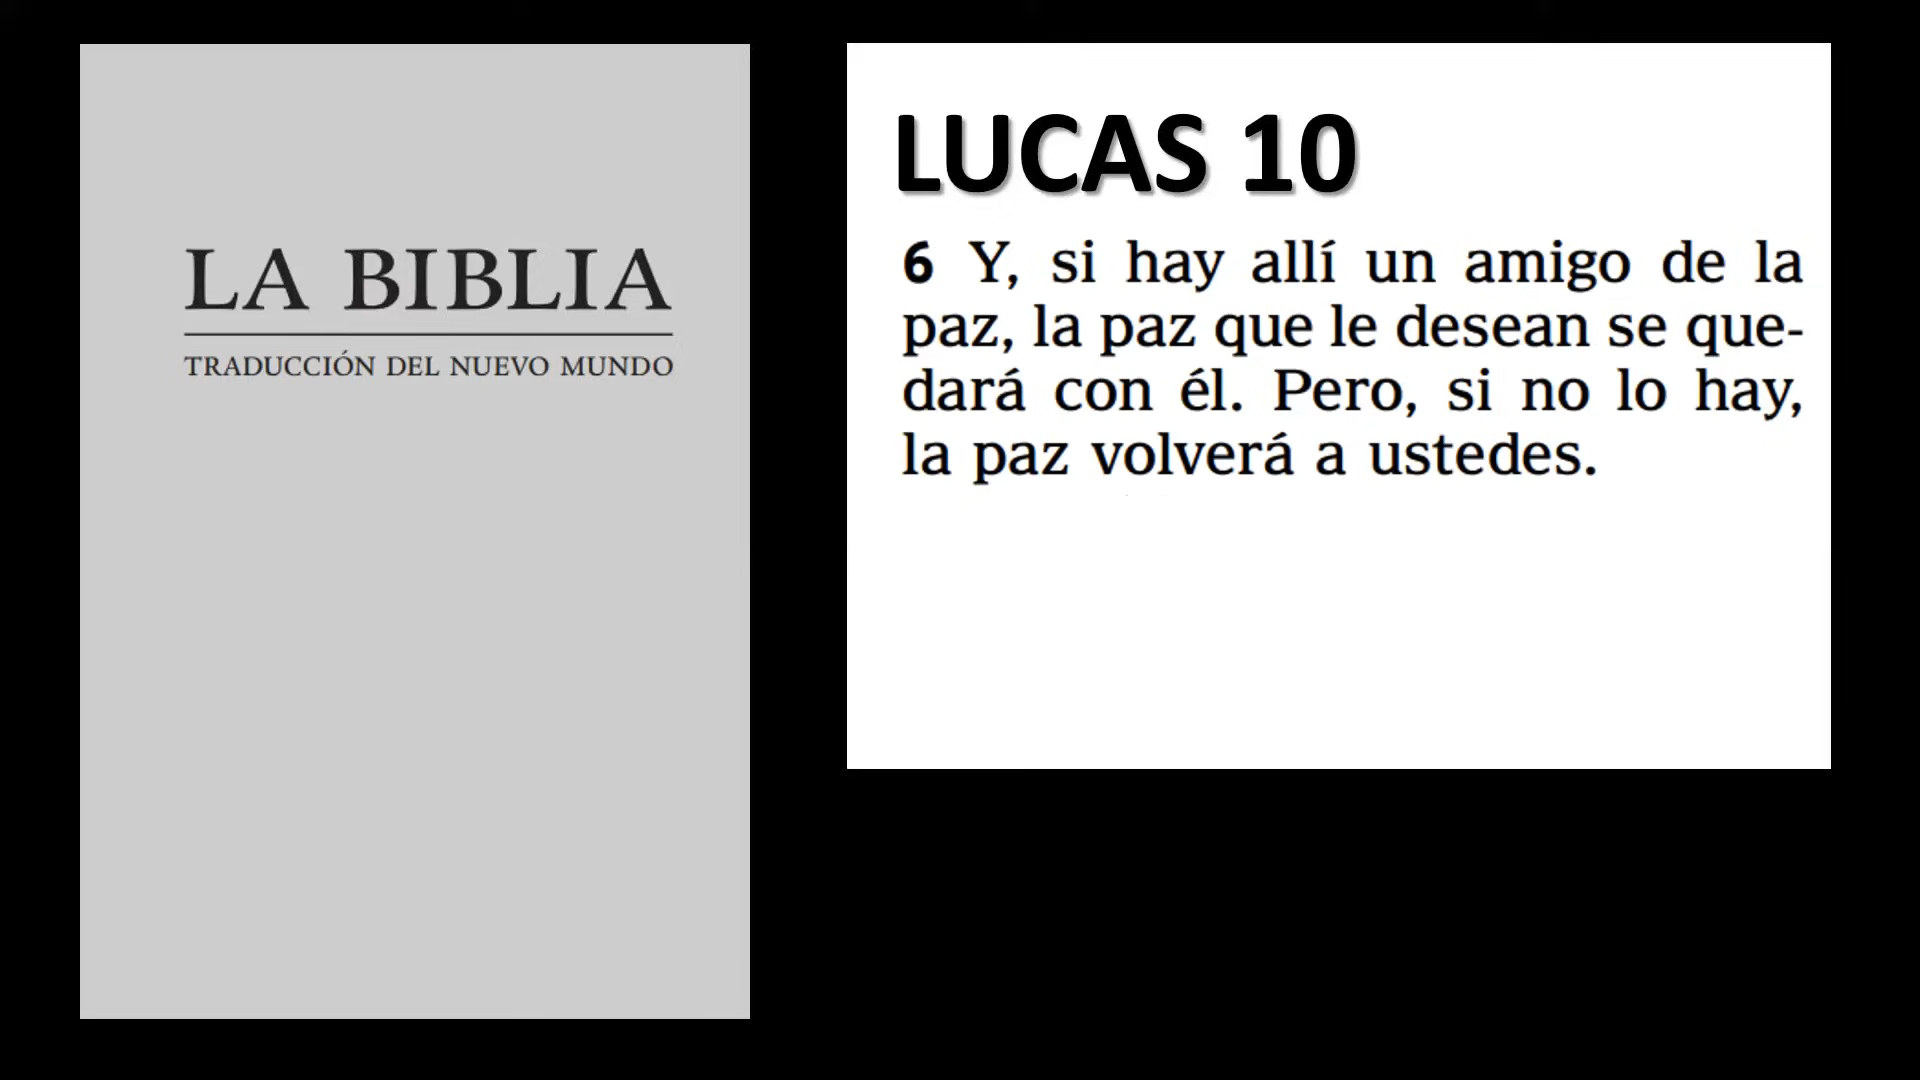 LA BIBLIA
TRADUCCIÓN DEL NUEVO MUNDO
LUCAS 10
6 Y, si hay allí un amigo de la
paz, la paz que le desean se que-
dará con él. Pero, si no lo hay,
la paz volverá a ustedes.